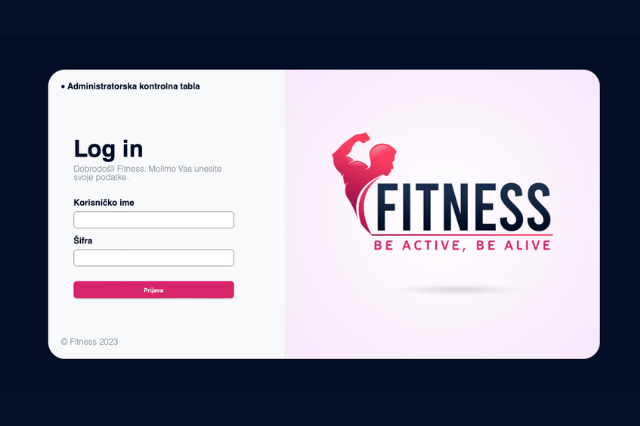 • Administratorska kontrolna tabla
Log in
Dobrodošli Fitness. Molimo Vas unesite
svoje podatke.
Korisničko ime
Šifra
Prijava
© Fitness 2023
FITNESS
BE ACTIVE, BE ALIVE